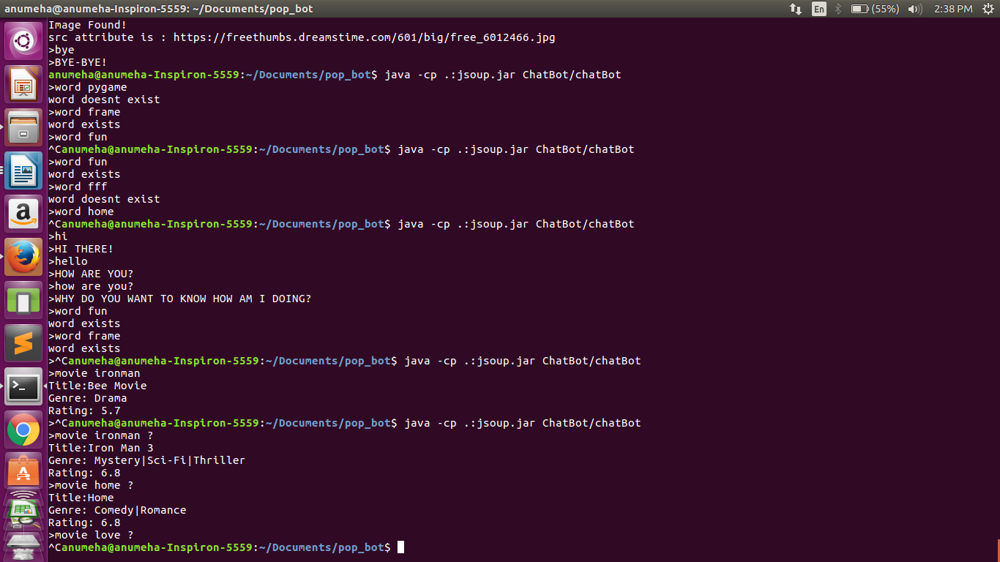 anumeha@anumeha-Inspiron-5559: ~/Documents/pop_bot
En
(55%)
2:38 PM
Image Found!
src attribute is : https://freethumbs.dreamstime.com/601/big/free_6012466.jpg
>bye
>BYE-BYE!
anumeha@anumeha-Inspiron-5559:~/Documents/pop_bot$ java -cp .:jsoup.jar ChatBot/chatBot
>word pygame
word doesnt exist
>word frame
word exists
>word fun
^Canumeha@anumeha-Inspiron-5559:~/Documents/pop_bot$ java -cp .:jsoup.jar ChatBot/chatBot
>word fun
word exists
>word fff
word doesnt exist
>word home
^Canumeha@anumeha-Inspiron-5559:~/Documents/pop_bot$ java -cp .:jsoup.jar ChatBot/chatBot
>hi
>HI THERE!
>hello
>HOW ARE YOU?
>how are you?
>WHY DO YOU WANT TO KNOW HOW AM I DOING?
>word fun
word exists
>word frame
word exists
>^Canumeha@anumeha-Inspiron-5559:~/Documents/pop_bot$ java -cp .:jsoup.jar ChatBot/chatBot
>movie ironman
Title:Bee Movie
Genre: Drama
Rating: 5.7
>^Canumeha@anumeha-Inspiron-5559:~/Documents/pop_bot$ java -cp .:jsoup.jar ChatBot/chatBot
>movie ironman ?
Title:Iron Man 3
Genre: Mystery|Sci-Fi|Thriller
Rating: 6.8
>movie home ?
Title:Home
Genre: Comedy|Romance
Rating: 6.8
>movie love ?
^Canumeha@anumeha-Inspiron-5559:~/Documents/pop_bot$